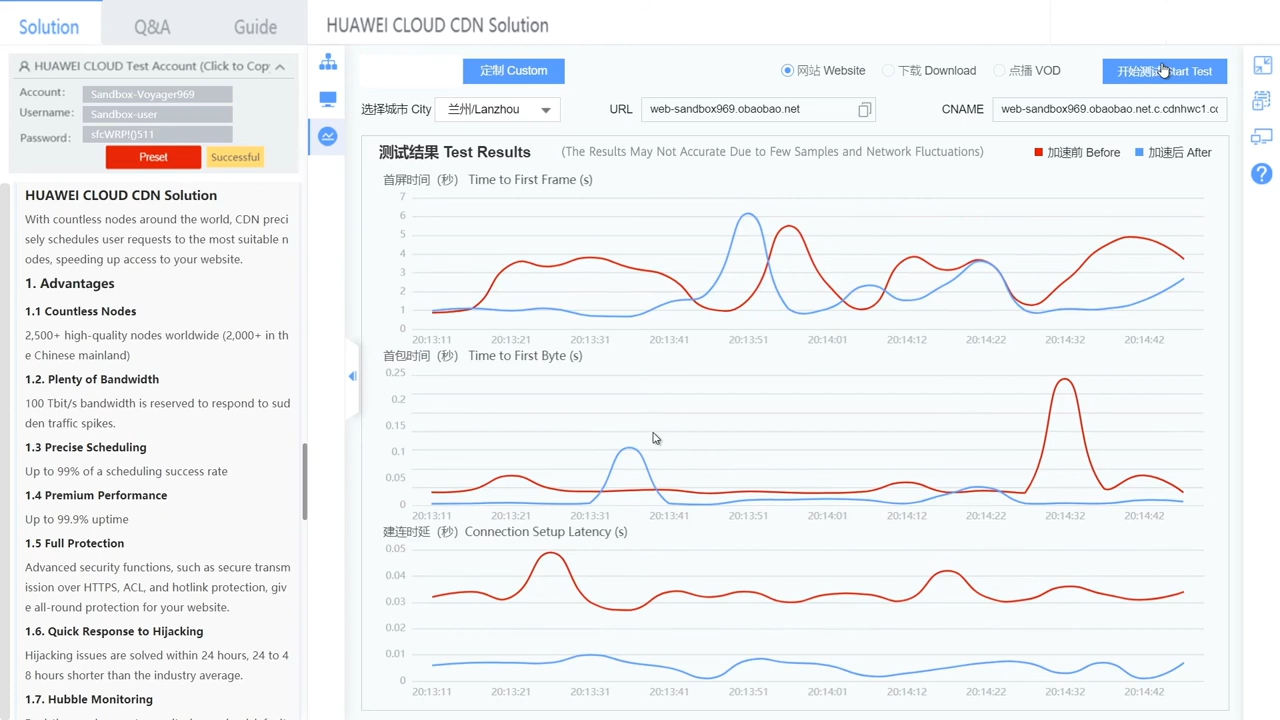 Solution
Q&A
Guide
HUAWEI CLOUD CDN Solution
HUAWEI CLOUD Test Account (Click to Cop
Account:
Sandbox-Voyager969
Username:
Sandbox-user
Password:
sfcWRP!()511
Preset
Successful
HUAWEI CLOUD CDN Solution
With countless nodes around the world, CDN preci
sely schedules user requests to the most suitable n
odes, speeding up access to your website.
1. Advantages
1.1 Countless Nodes
2,500+ high-quality nodes worldwide (2,000+ in th
e Chinese mainland)
1.2. Plenty of Bandwidth
100 Tbit/s bandwidth is reserved to respond to sud
den traffic spikes.
1.3 Precise Scheduling
Up to 99% of a scheduling success rate
1.4 Premium Performance
Up to 99.9% uptime
1.5 Full Protection
Advanced security functions, such as secure transm
ission over HTTPS, ACL, and hotlink protection, giv
e all-round protection for your website.
1.6. Quick Response to Hijacking
Hijacking issues are solved within 24 hours, 24 to 4
8 hours shorter than the industry average.
1.7. Hubble Monitoring
定制 Custom
网站 Website
下载 Download
点播 VOD
开始测试 Start Test
选择城市 City
兰州/Lanzhou
URL
web-sandbox969.obaobao.net
CNAME
web-sandbox969.obaobao.net.c.cdnhwc1.cc
测试结果 Test Results
(The Results May Not Accurate Due to Few Samples and Network Fluctuations)
加速前 Before
加速后 After
首屏时间（秒） Time to First Frame (s)
7
6
5
4
3
2
1
0
20:13:11 20:13:21 20:13:31 20:13:41 20:13:51 20:14:01 20:14:12 20:14:22 20:14:32 20:14:42
首包时间（秒） Time to First Byte (s)
0.25
0.2
0.15
0.1
0.05
0
20:13:11 20:13:21 20:13:31 20:13:41 20:13:51 20:14:01 20:14:12 20:14:22 20:14:32 20:14:42
建连时延（秒）Connection Setup Latency (s)
0.05
0.04
0.03
0.02
0.01
0
20:13:11 20:13:21 20:13:31 20:13:41 20:13:51 20:14:01 20:14:12 20:14:22 20:14:32 20:14:42